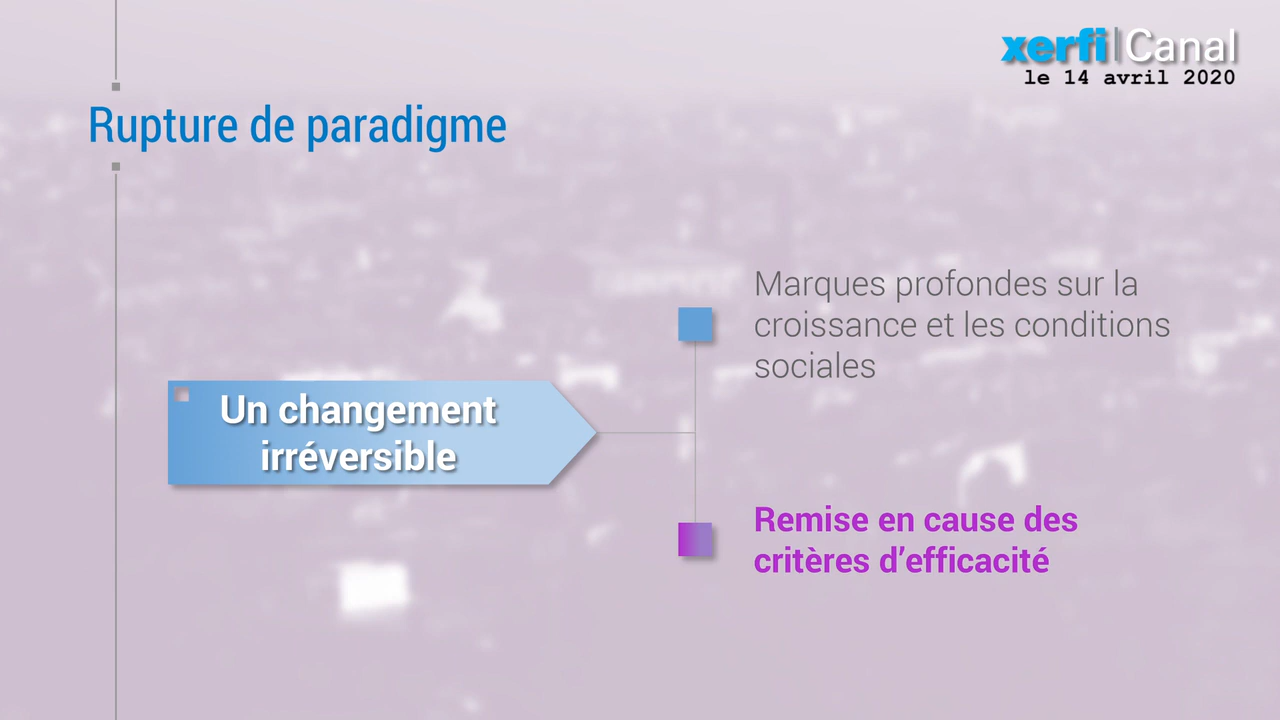 xerfi|Canal
le 14 avril 2020
Rupture de paradigme
Marques profondes sur la
croissance et les conditions
sociales
Un changement
irréversible
Remise en cause des
critères d'efficacité